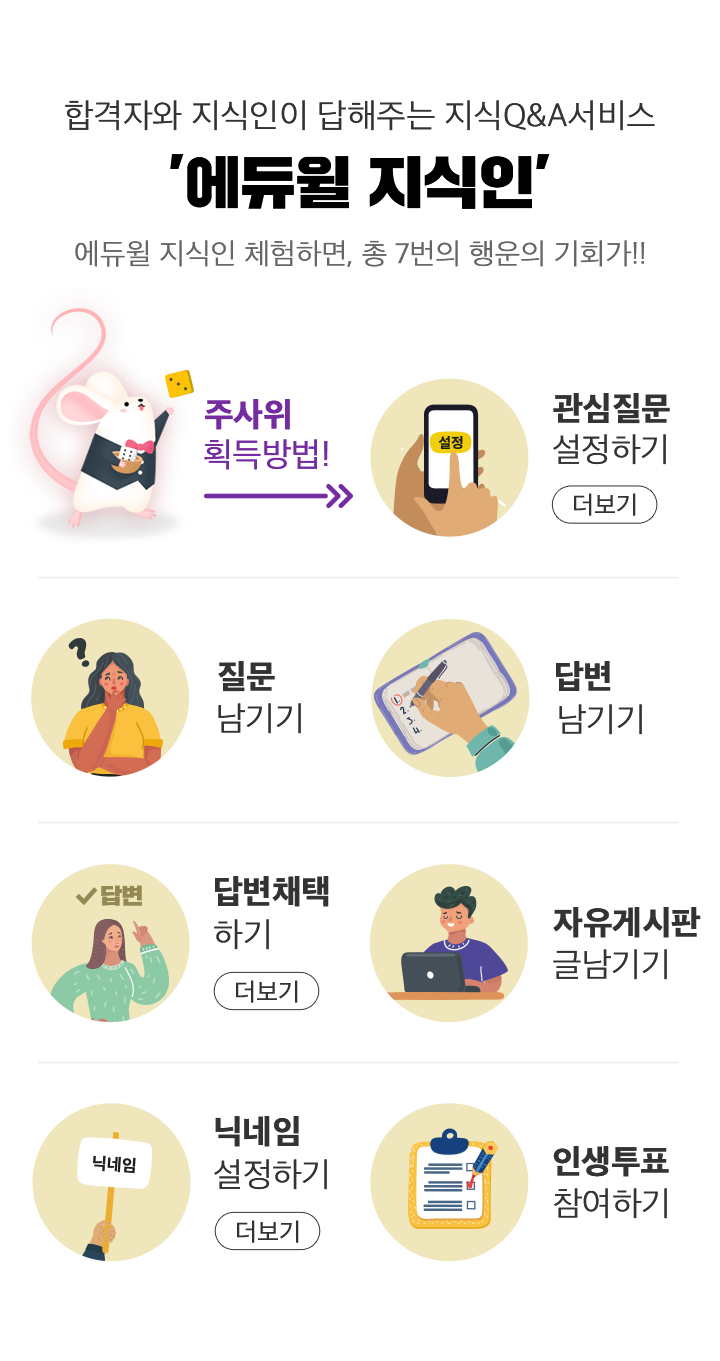 합격자와 지식인이 답해주는 지식Q&A서비스
'에듀윌 지식인'
에듀윌 지식인 체험하면, 총 7번의 행운의 기회가!!
주사위
획득방법!
설정
관심질문
설정하기
더보기
질문
남기기
1.
2.
3.
4.
답변
남기기
답변
답변채택
하기
더보기
자유게시판
글남기기
닉네임
닉네임
설정하기
더보기
인생투표
참여하기